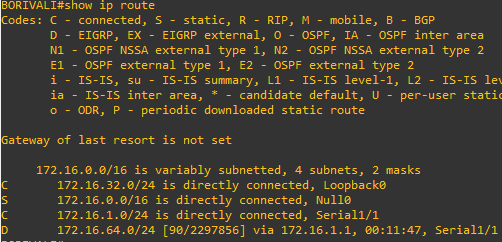 BORIVALI#show ip route
Codes: C - connected, S - static, R - RIP, M - mobile, B - BGP
       D - EIGRP, EX - EIGRP external, O - OSPF, IA - OSPF inter area
       N1 - OSPF NSSA external type 1, N2 - OSPF NSSA external type 2
       E1 - OSPF external type 1, E2 - OSPF external type 2
       i - IS-IS, su - IS-IS summary, L1 - IS-IS level-1, L2 - IS-IS lev
       ia - IS-IS inter area, * - candidate default, U - per-user stati
       o - ODR, P - periodic downloaded static route
Gateway of last resort is not set
     172.16.0.0/16 is variably subnetted, 4 subnets, 2 masks
C       172.16.32.0/24 is directly connected, Loopback0
S       172.16.0.0/16 is directly connected, Null0
C       172.16.1.0/24 is directly connected, Serial1/1
D       172.16.64.0/24 [90/2297856] via 172.16.1.1, 00:11:47, Serial1/1